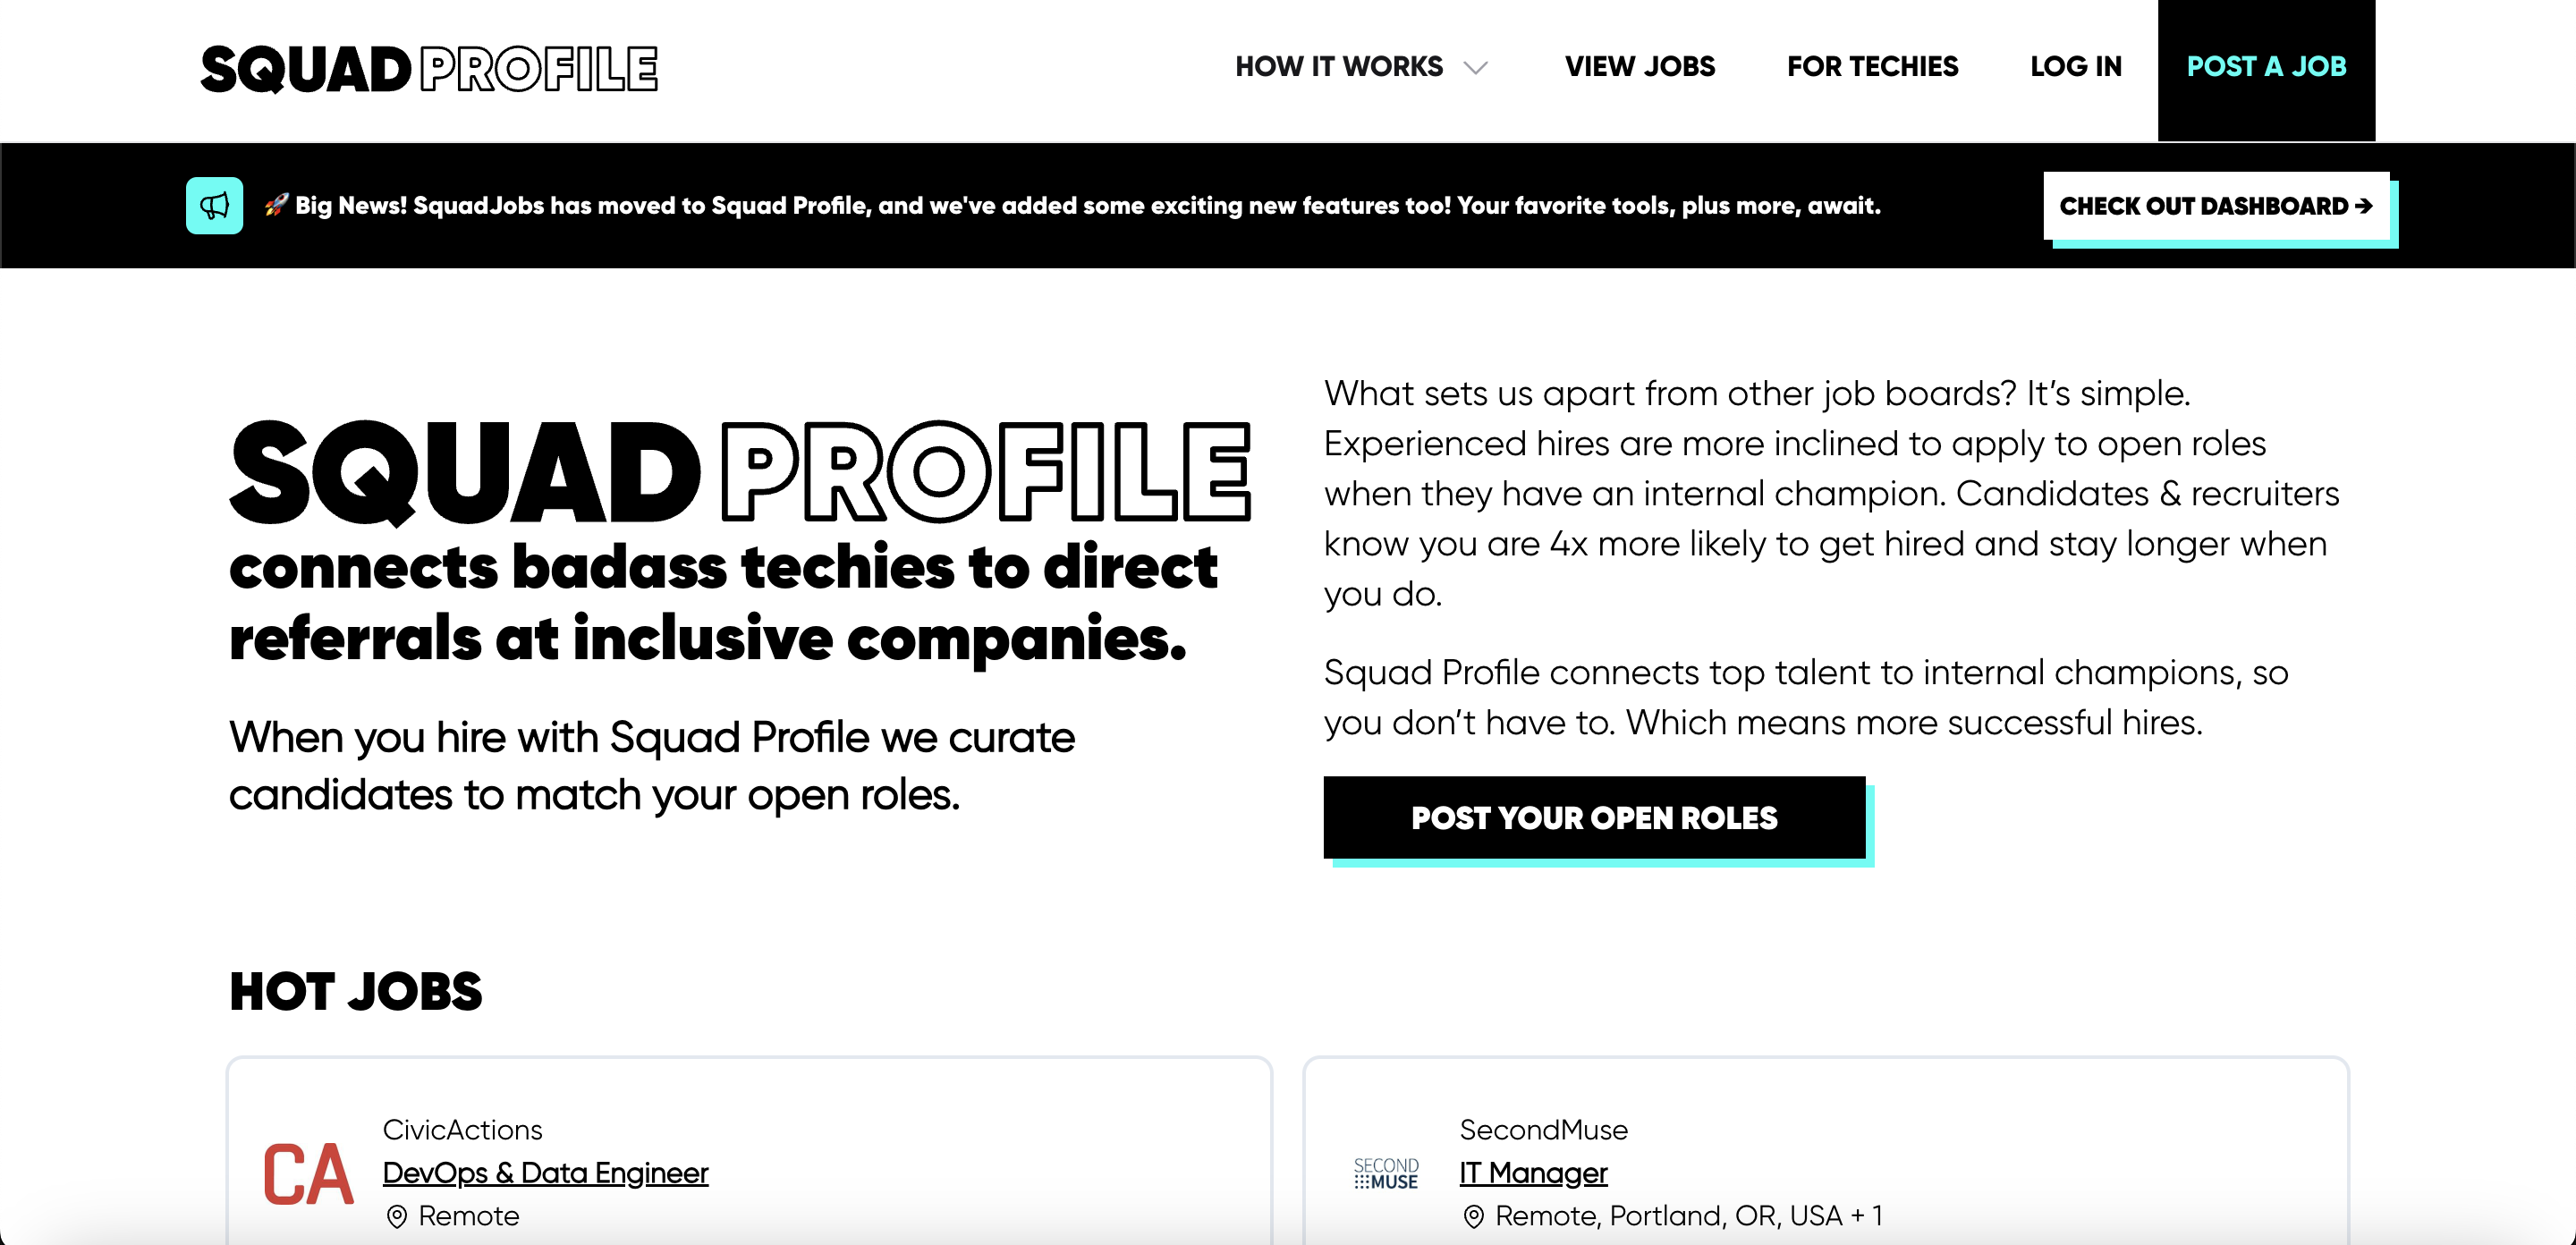 SQUAD PROFILE
HOW IT WORKS
VIEW JOBS
FOR TECHIES
LOG IN
POST A JOB
🚀 Big News! SquadJobs has moved to Squad Profile, and we've added some exciting new features too! Your favorite tools, plus more, await.
CHECK OUT DASHBOARD →
SQUAD PROFILE
connects badass techies to direct
referrals at inclusive companies.
When you hire with Squad Profile we curate
candidates to match your open roles.
What sets us apart from other job boards? It’s simple.
Experienced hires are more inclined to apply to open roles
when they have an internal champion. Candidates & recruiters
know you are 4x more likely to get hired and stay longer when
you do.
Squad Profile connects top talent to internal champions, so
you don’t have to. Which means more successful hires.
POST YOUR OPEN ROLES
HOT JOBS
CA
CivicActions
DevOps & Data Engineer
Remote
SECOND
MUSE
SecondMuse
IT Manager
Remote, Portland, OR, USA + 1